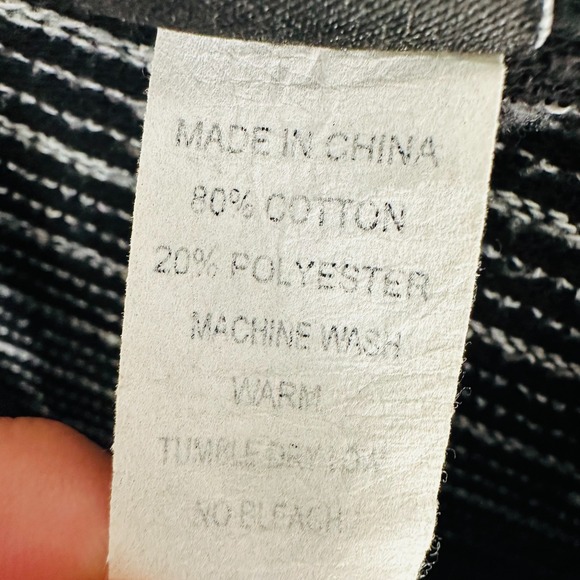 MADE IN CHINA
80% COTTON
20% POLYESTER
MACHINE WASH
WARM
TUMBLE DRY LOW
NO BLEACH